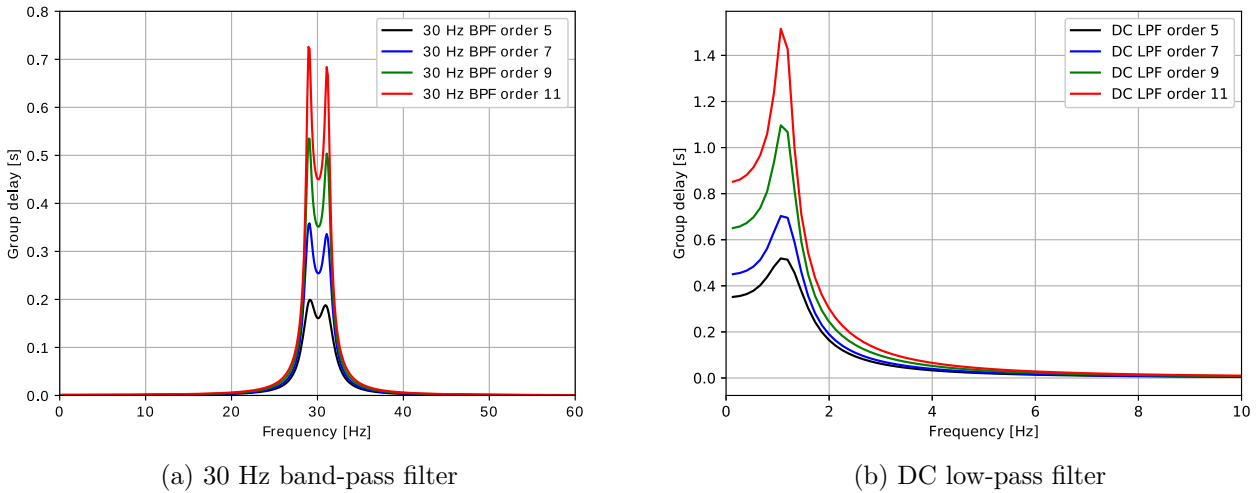 0.8
0.7
0.6
0.5
0.4
0.3
0.2
0.1
0.0
0
10
20
30
40
50
60
Group delay [s]
Frequency [Hz]
30 Hz BPF order 5
30 Hz BPF order 7
30 Hz BPF order 9
30 Hz BPF order 11
(a) 30 Hz band-pass filter
1.4
1.2
1.0
0.8
0.6
0.4
0.2
0.0
0
2
4
6
8
10
Group delay [s]
Frequency [Hz]
DC LPF order 5
DC LPF order 7
DC LPF order 9
DC LPF order 11
(b) DC low-pass filter